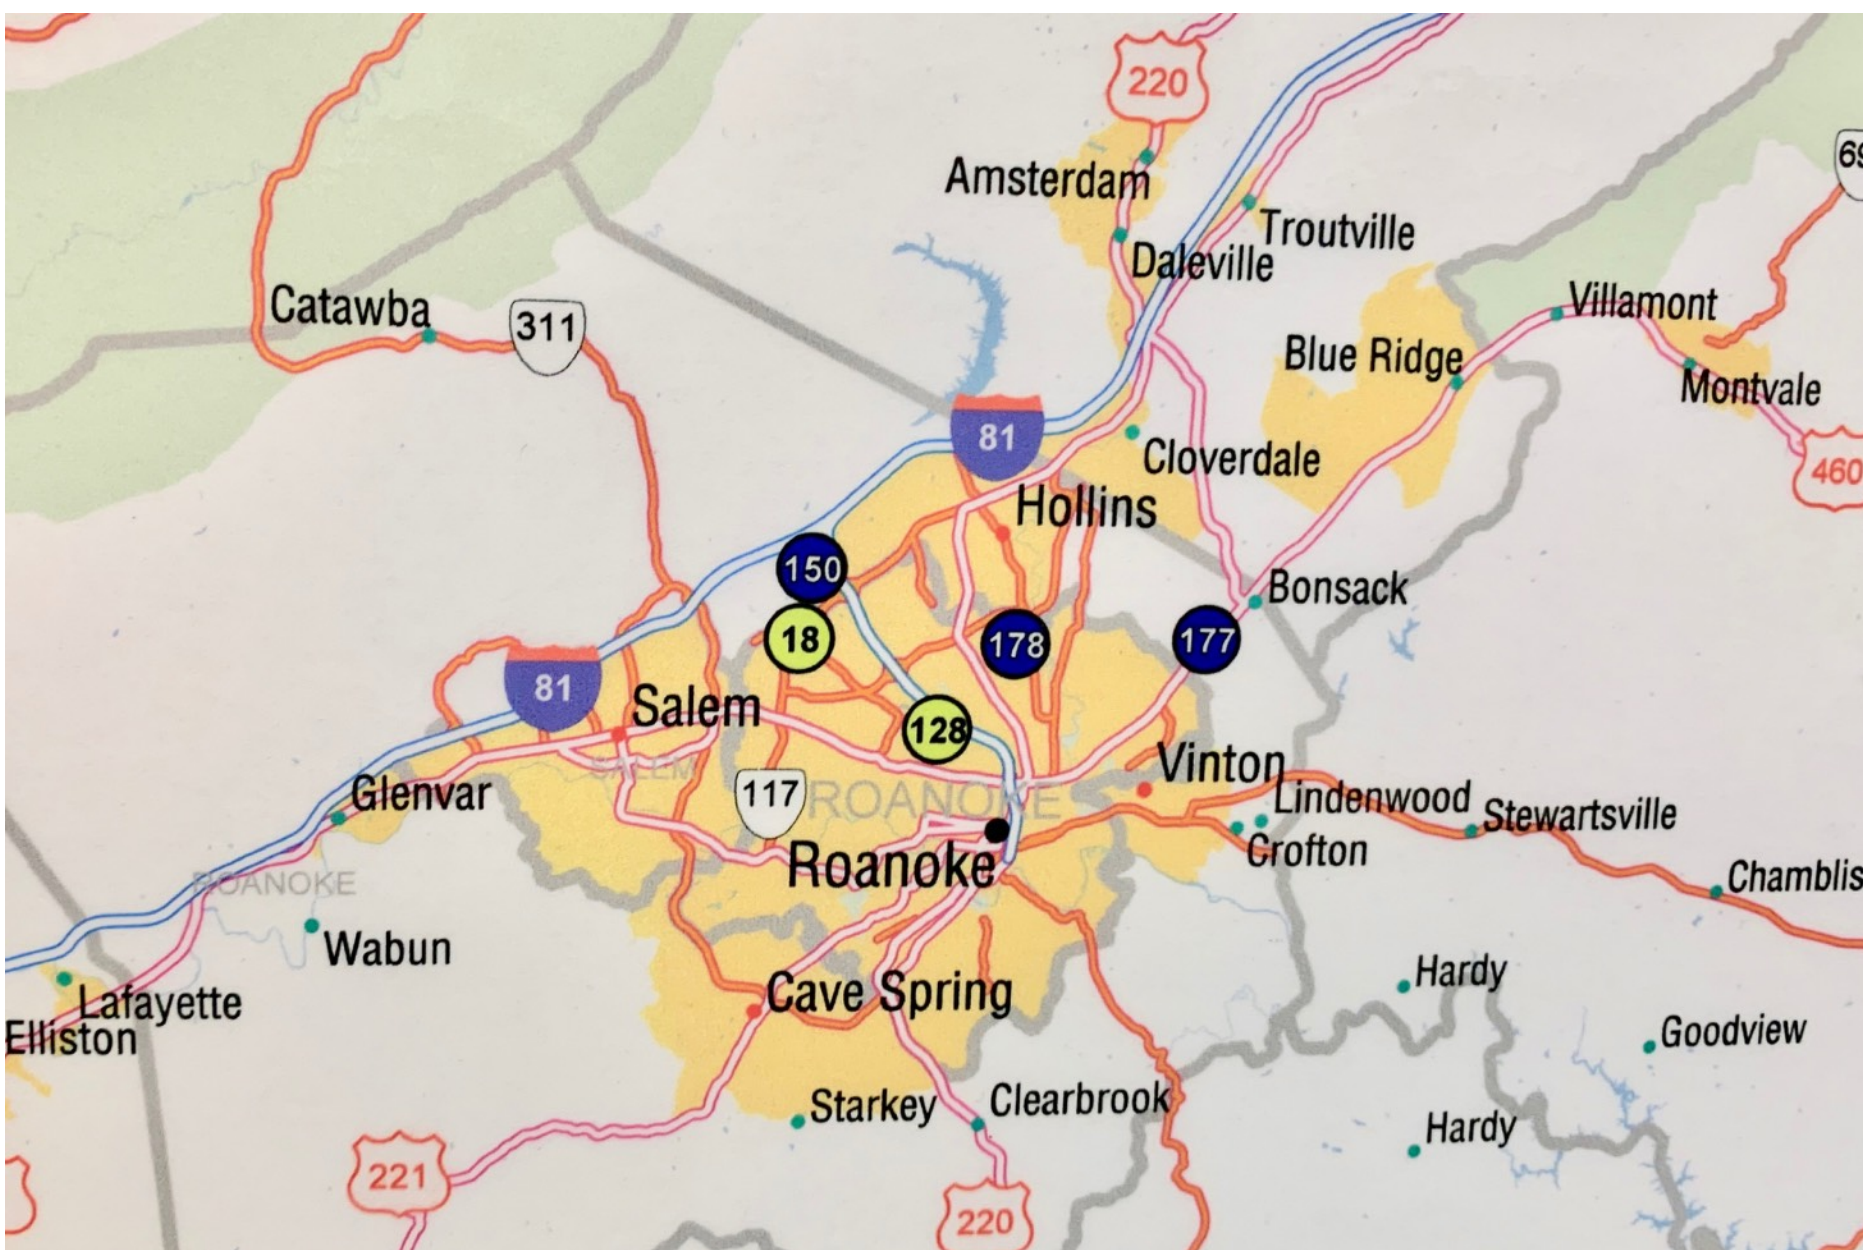 220
69
Amsterdam
Troutville
Daleville
Catawba
311
Villamont
Blue Ridge
Montvale
81
Cloverdale
460
Hollins
150
Bonsack
18
178
177
81
Salem
128
SALEM
Vinton
Glenvar
117
ROANOKE
Lindenwood
Stewartsville
Roanoke
Crofton
ROANOKE
Chamblis
Wabun
Cave Spring
Hardy
Lafayette
Elliston
Goodview
Starkey
Clearbrook
Hardy
221
220